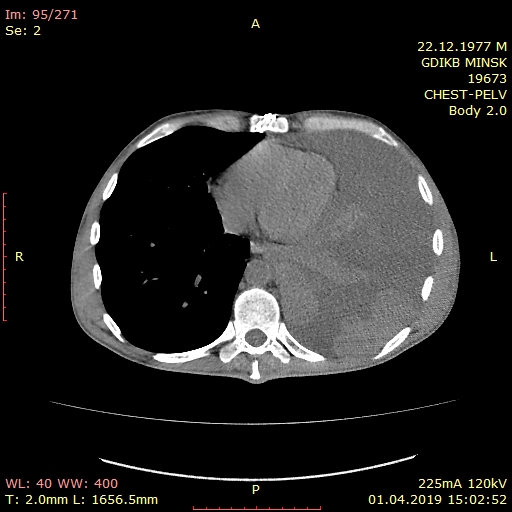 Im: 95/271
Se: 2
A
22.12.1977 M
GDIKB MINSK
19673
CHEST-PELV
Body 2.0
R
L
WL: 40 WW: 400
T: 2.0mm L: 1656.5mm
P
225mA 120kV
01.04.2019 15:02:52